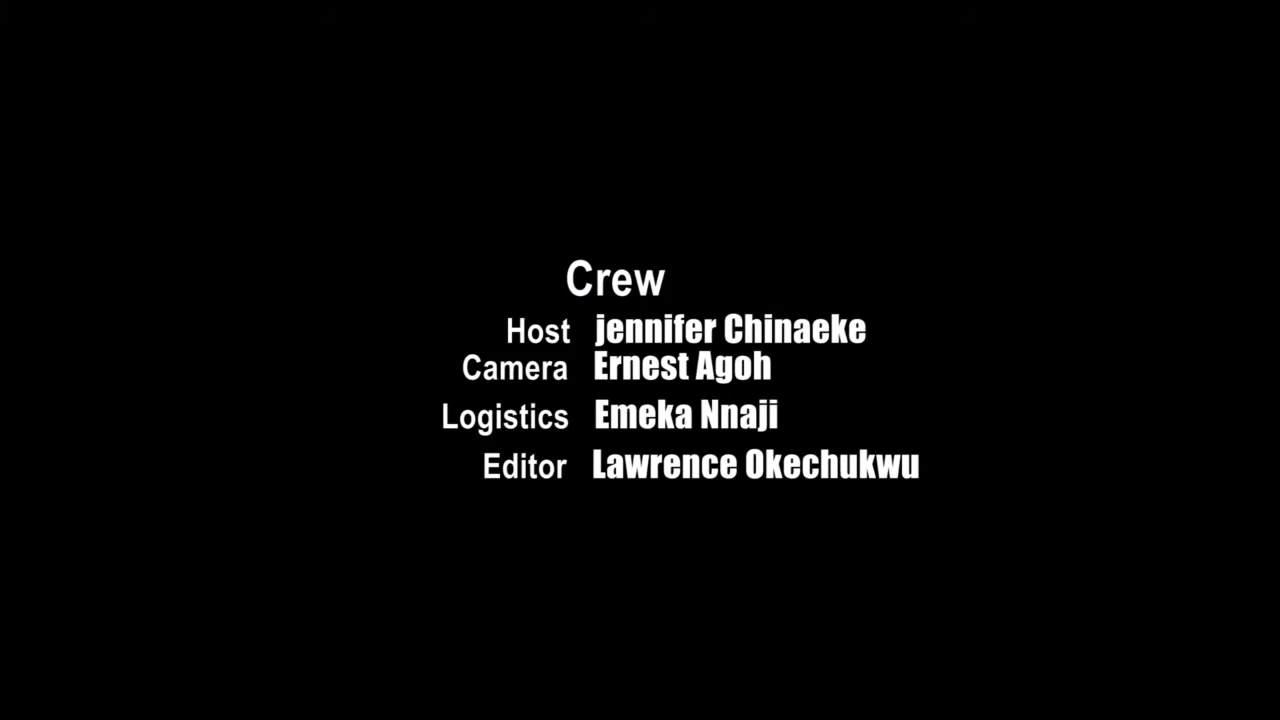 Crew
Host jennifer Chinaeke
Camera Ernest Agoh
Logistics Emeka Nnaji
Editor Lawrence Okechukwu